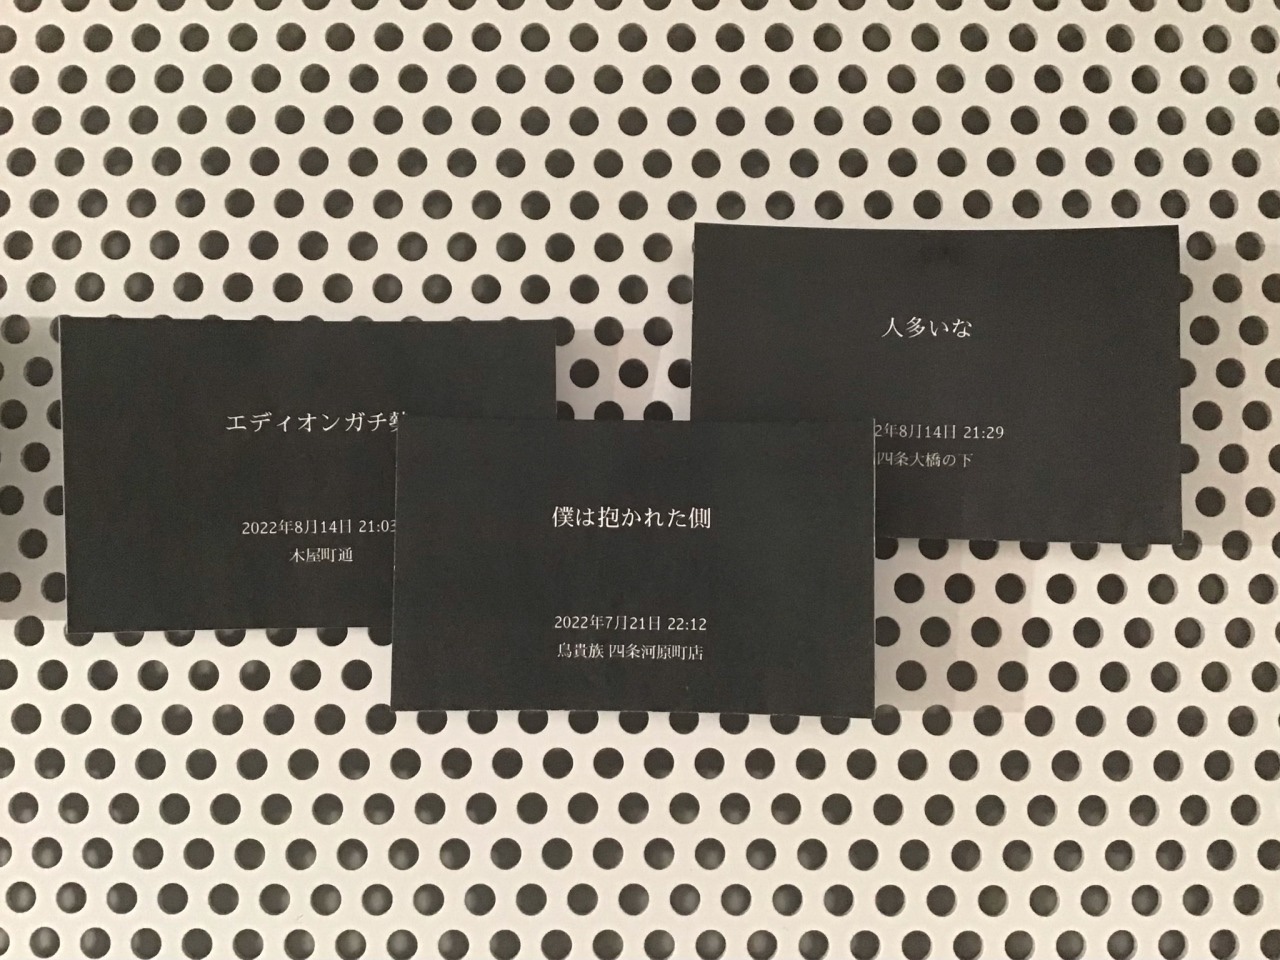 エディオンガチ
2022年8月14日 21:03
木屋町通
僕は抱かれた側
2022年7月21日 22:12
鳥貴族 四条河原町店
人多いな
2年8月14日 21:29
四条大橋の下